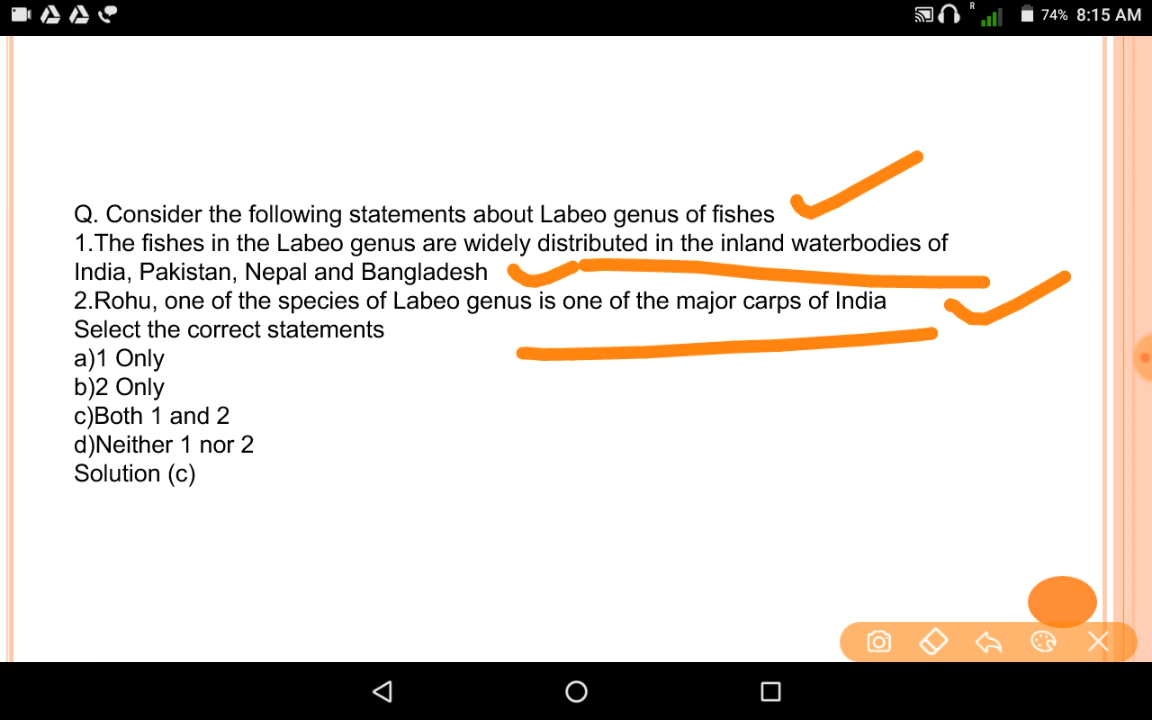 R
74% 8:15 AM
Q. Consider the following statements about Labeo genus of fishes
1.The fishes in the Labeo genus are widely distributed in the inland waterbodies of
India, Pakistan, Nepal and Bangladesh
2.Rohu, one of the species of Labeo genus is one of the major carps of India
Select the correct statements
a)1 Only
b)2 Only
c)Both 1 and 2
d)Neither 1 nor 2
Solution (c)